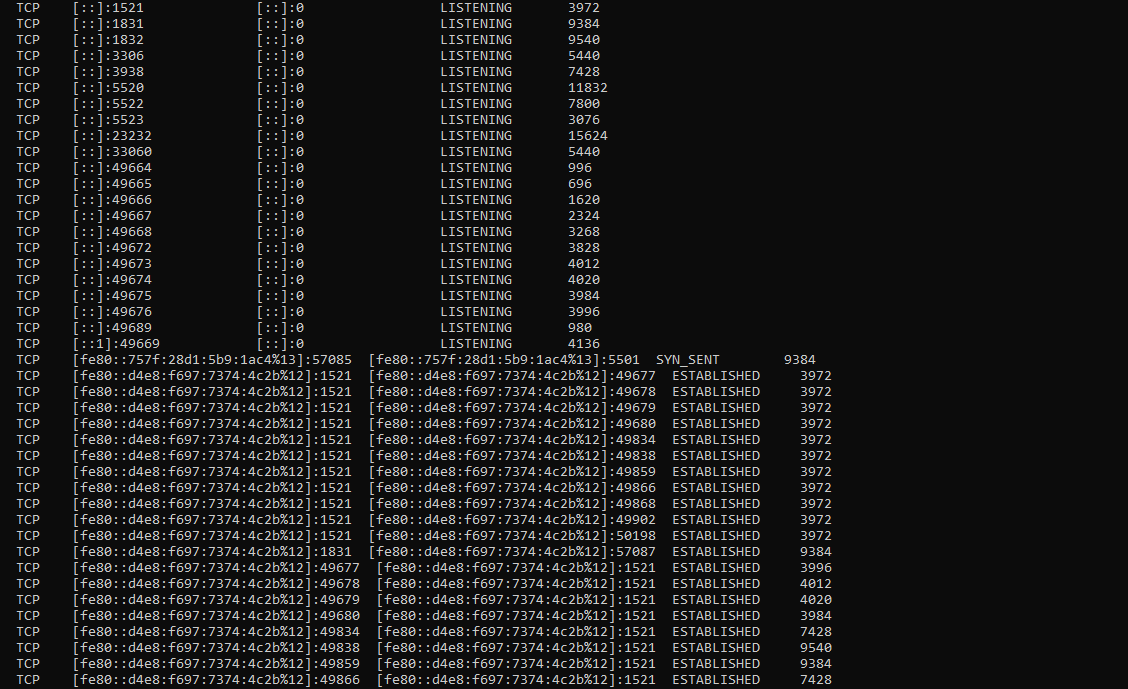 TCP [::]:1521 [::]:0 LISTENING 3972
TCP [::]:1831 [::]:0 LISTENING 9384
TCP [::]:1832 [::]:0 LISTENING 9540
TCP [::]:3306 [::]:0 LISTENING 5440
TCP [::]:3938 [::]:0 LISTENING 7428
TCP [::]:5520 [::]:0 LISTENING 11832
TCP [::]:5522 [::]:0 LISTENING 7800
TCP [::]:5523 [::]:0 LISTENING 3076
TCP [::]:23232 [::]:0 LISTENING 15624
TCP [::]:33060 [::]:0 LISTENING 5440
TCP [::]:49664 [::]:0 LISTENING 996
TCP [::]:49665 [::]:0 LISTENING 696
TCP [::]:49666 [::]:0 LISTENING 1620
TCP [::]:49667 [::]:0 LISTENING 2324
TCP [::]:49668 [::]:0 LISTENING 3268
TCP [::]:49672 [::]:0 LISTENING 3828
TCP [::]:49673 [::]:0 LISTENING 4012
TCP [::]:49674 [::]:0 LISTENING 4020
TCP [::]:49675 [::]:0 LISTENING 3984
TCP [::]:49676 [::]:0 LISTENING 3996
TCP [::]:49689 [::]:0 LISTENING 980
TCP [::1]:49669 [::]:0 LISTENING 4136
TCP [fe80::757f:28d1:5b9:1ac4%13]:57085 [fe80::757f:28d1:5b9:1ac4%13]:5501 SYN_SENT 9384
TCP [fe80::d4e8:f697:7374:4c2b%12]:1521 [fe80::d4e8:f697:7374:4c2b%12]:49677 ESTABLISHED 3972
TCP [fe80::d4e8:f697:7374:4c2b%12]:1521 [fe80::d4e8:f697:7374:4c2b%12]:49678 ESTABLISHED 3972
TCP [fe80::d4e8:f697:7374:4c2b%12]:1521 [fe80::d4e8:f697:7374:4c2b%12]:49679 ESTABLISHED 3972
TCP [fe80::d4e8:f697:7374:4c2b%12]:1521 [fe80::d4e8:f697:7374:4c2b%12]:49680 ESTABLISHED 3972
TCP [fe80::d4e8:f697:7374:4c2b%12]:1521 [fe80::d4e8:f697:7374:4c2b%12]:49834 ESTABLISHED 3972
TCP [fe80::d4e8:f697:7374:4c2b%12]:1521 [fe80::d4e8:f697:7374:4c2b%12]:49838 ESTABLISHED 3972
TCP [fe80::d4e8:f697:7374:4c2b%12]:1521 [fe80::d4e8:f697:7374:4c2b%12]:49859 ESTABLISHED 3972
TCP [fe80::d4e8:f697:7374:4c2b%12]:1521 [fe80::d4e8:f697:7374:4c2b%12]:49866 ESTABLISHED 3972
TCP [fe80::d4e8:f697:7374:4c2b%12]:1521 [fe80::d4e8:f697:7374:4c2b%12]:49868 ESTABLISHED 3972
TCP [fe80::d4e8:f697:7374:4c2b%12]:1521 [fe80::d4e8:f697:7374:4c2b%12]:49902 ESTABLISHED 3972
TCP [fe80::d4e8:f697:7374:4c2b%12]:1521 [fe80::d4e8:f697:7374:4c2b%12]:50198 ESTABLISHED 3972
TCP [fe80::d4e8:f697:7374:4c2b%12]:1831 [fe80::d4e8:f697:7374:4c2b%12]:57087 ESTABLISHED 9384
TCP [fe80::d4e8:f697:7374:4c2b%12]:49677 [fe80::d4e8:f697:7374:4c2b%12]:1521 ESTABLISHED 3996
TCP [fe80::d4e8:f697:7374:4c2b%12]:49678 [fe80::d4e8:f697:7374:4c2b%12]:1521 ESTABLISHED 4012
TCP [fe80::d4e8:f697:7374:4c2b%12]:49679 [fe80::d4e8:f697:7374:4c2b%12]:1521 ESTABLISHED 4020
TCP [fe80::d4e8:f697:7374:4c2b%12]:49680 [fe80::d4e8:f697:7374:4c2b%12]:1521 ESTABLISHED 3984
TCP [fe80::d4e8:f697:7374:4c2b%12]:49834 [fe80::d4e8:f697:7374:4c2b%12]:1521 ESTABLISHED 7428
TCP [fe80::d4e8:f697:7374:4c2b%12]:49838 [fe80::d4e8:f697:7374:4c2b%12]:1521 ESTABLISHED 9540
TCP [fe80::d4e8:f697:7374:4c2b%12]:49859 [fe80::d4e8:f697:7374:4c2b%12]:1521 ESTABLISHED 9384
TCP [fe80::d4e8:f697:7374:4c2b%12]:49866 [fe80::d4e8:f697:7374:4c2b%12]:1521 ESTABLISHED 7428